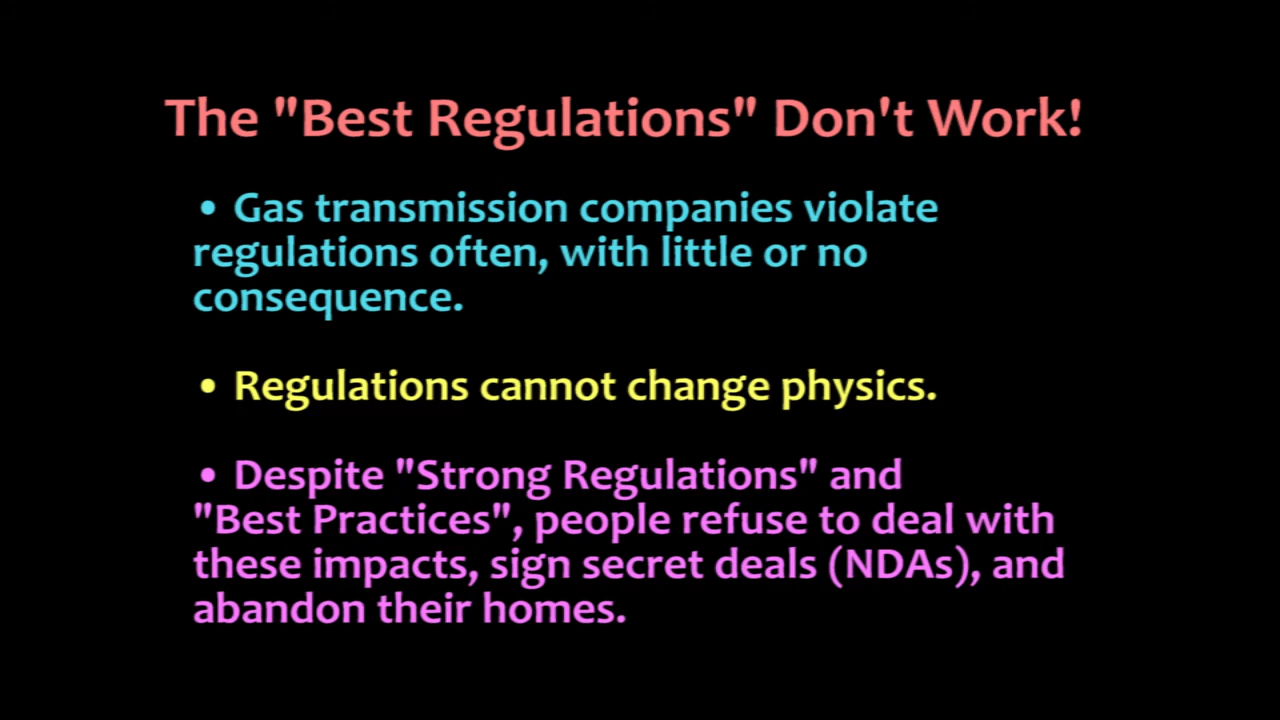 The "Best Regulations" Don't Work!
• Gas transmission companies violate
regulations often, with little or no
consequence.
• Regulations cannot change physics.
• Despite "Strong Regulations" and
"Best Practices", people refuse to deal with
these impacts, sign secret deals (NDAs), and
abandon their homes.